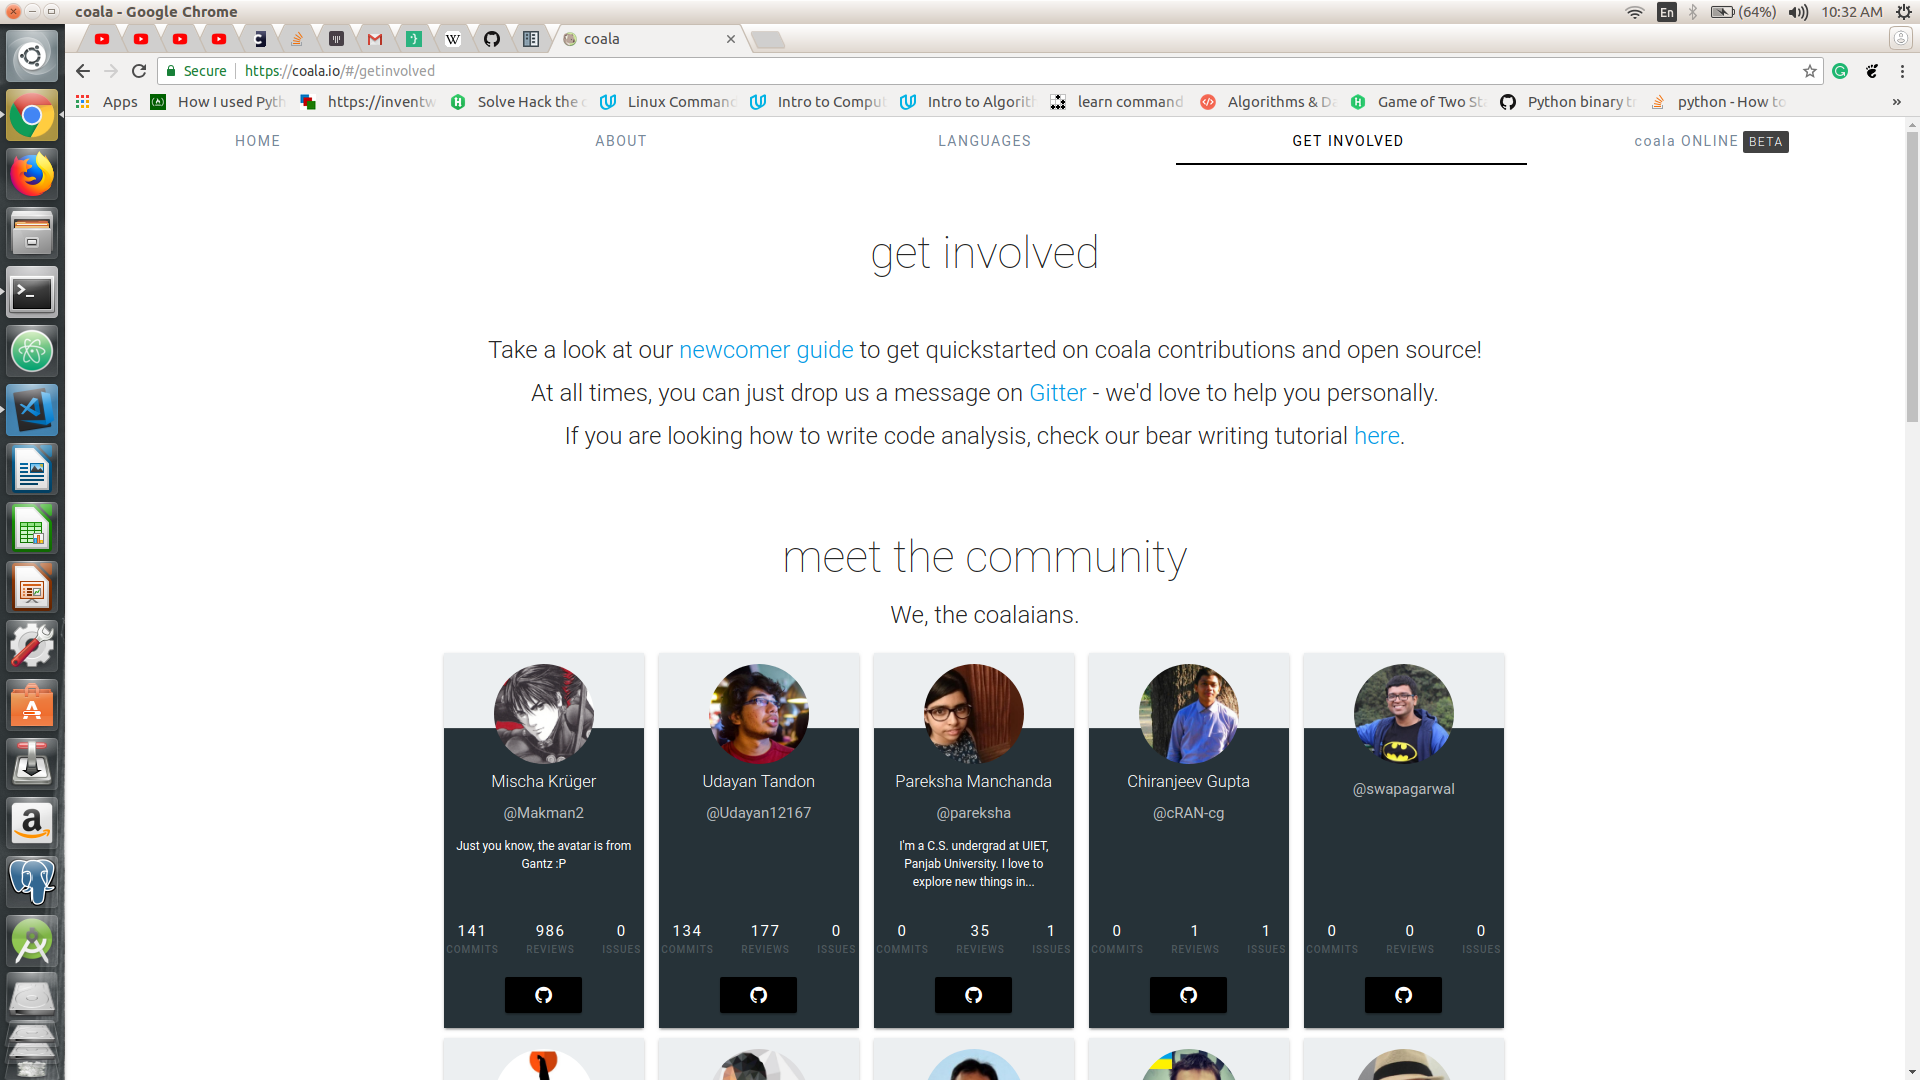 coala - Google Chrome
En
(64%)
10:32 AM
coala
Secure
https://coala.io/#/getinvolved
Apps
How I used Pyth
https://inventw
Solve Hack the c
Linux Command
Intro to Comput
Intro to Algorith
learn command
Algorithms & Da
Game of Two Sta
Python binary tr
python - How to
»
HOME
ABOUT
LANGUAGES
GET INVOLVED
coala ONLINE BETA
get involved
Take a look at our newcomer guide to get quickstarted on coala contributions and open source!
At all times, you can just drop us a message on Gitter - we'd love to help you personally.
If you are looking how to write code analysis, check our bear writing tutorial here.
meet the community
We, the coalaians.
Mischa Krüger
@Makman2
Just you know, the avatar is from
Gantz :P
141 986 0
COMMITS REVIEWS ISSUES
Udayan Tandon
@Udayan12167
134 177 0
COMMITS REVIEWS ISSUES
Pareksha Manchanda
@pareksha
I'm a C.S. undergrad at UIET,
Panjab University. I love to
explore new things in...
0 35 1
COMMITS REVIEWS ISSUES
Chiranjeev Gupta
@cRAN-cg
0 1 1
COMMITS REVIEWS ISSUES
@swapagarwal
0 0 0
COMMITS REVIEWS ISSUES